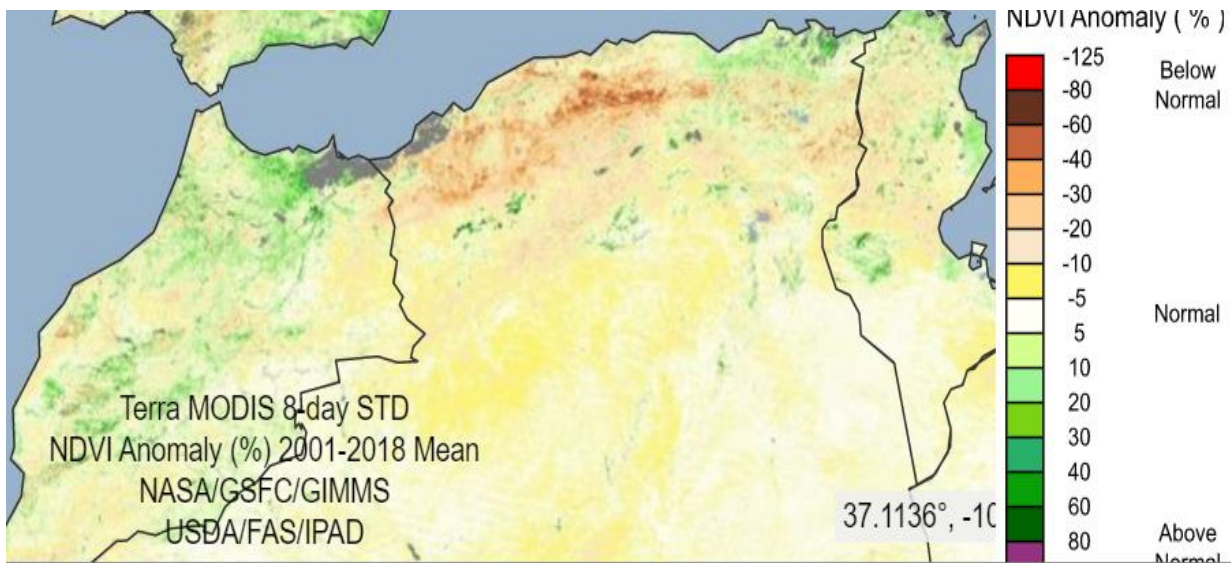 NDVI Anomaly ( % )
-125
Below
-80
Normal
-60
-40
-30
-20
-10
-5
Normal
5
10
20
30
40
60
80
Above
Normal
Terra MODIS 8-day STD
NDVI Anomaly (%) 2001-2018 Mean
NASA/GSFC/GIMMS
USDA/FAS/IPAD
37.1136°, -10